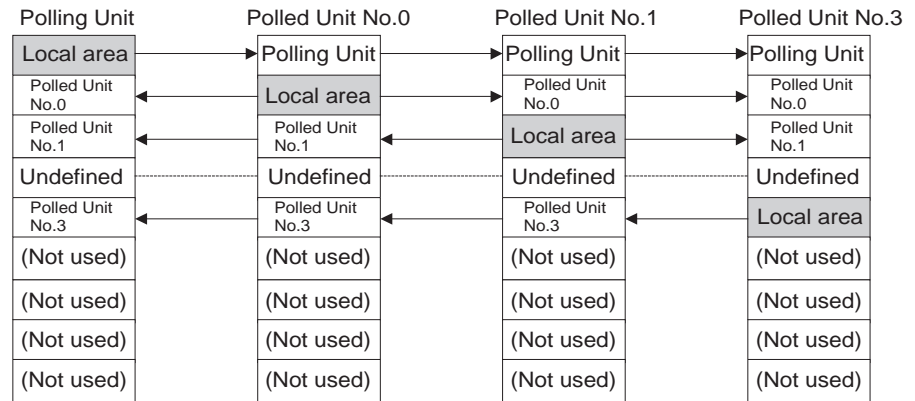 Polling Unit Polled Unit No.0 Polled Unit No.1 Polled Unit No.3
Local area Polling Unit Polling Unit Polling Unit
Polled Unit No.0 Local area Polled Unit No.0 Polled Unit No.0
Polled Unit No.1 Polled Unit No.1 Local area Polled Unit No.1
Undefined Undefined Undefined Undefined
Polled Unit No.3 Polled Unit No.3 Polled Unit No.3 Local area
(Not used) (Not used) (Not used) (Not used)
(Not used) (Not used) (Not used) (Not used)
(Not used) (Not used) (Not used) (Not used)
(Not used) (Not used) (Not used) (Not used)